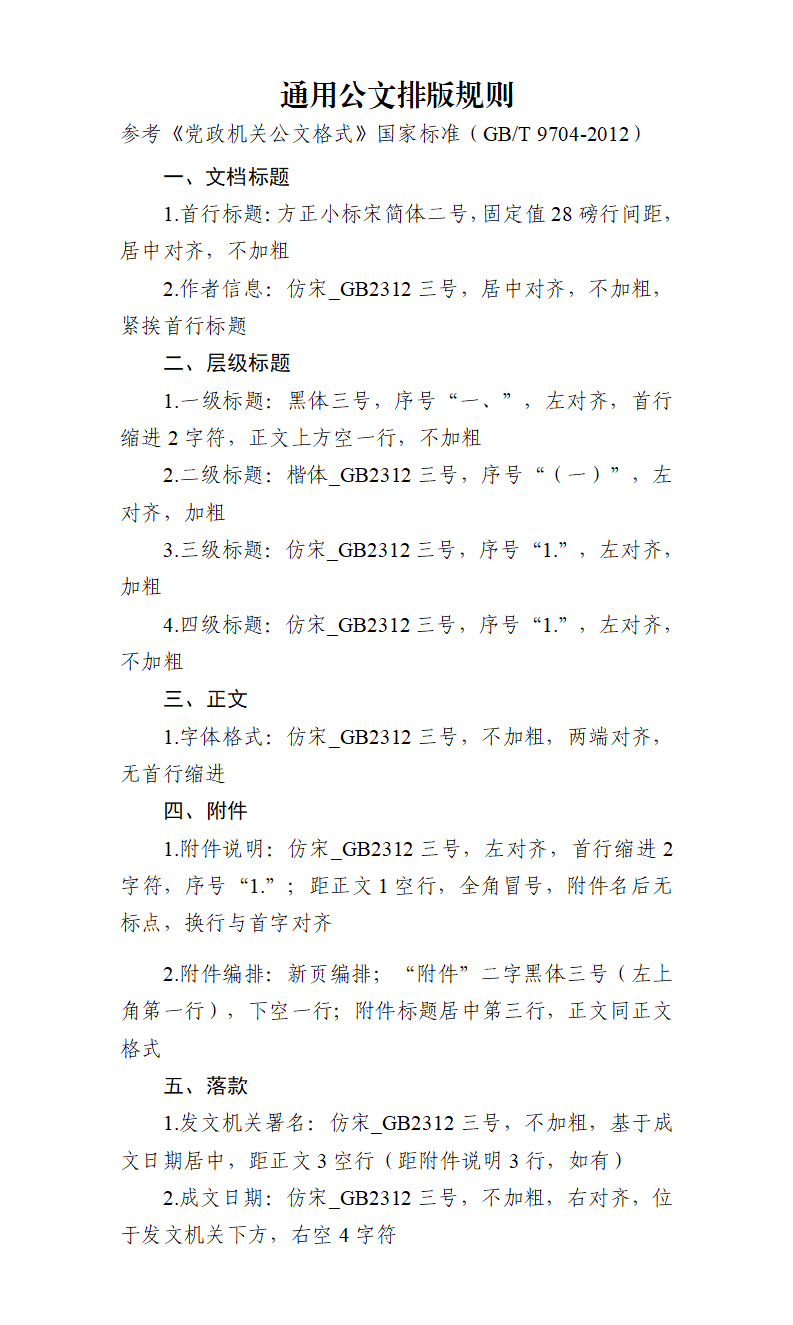 通用公文排版规则
参考《党政机关公文格式》国家标准（GB/T 9704-2012）
一、文档标题
1.首行标题：方正小标宋简体二号，固定值 28 磅行间距，
居中对齐，不加粗
2.作者信息：仿宋_GB2312 三号，居中对齐，不加粗，
紧挨首行标题
二、层级标题
1.一级标题：黑体三号，序号“一、”，左对齐，首行
缩进 2 字符，正文上方空一行，不加粗
2.二级标题：楷体_GB2312 三号，序号“（一）”，左
对齐，加粗
3.三级标题：仿宋_GB2312 三号，序号“1.”，左对齐，
加粗
4.四级标题：仿宋_GB2312 三号，序号“1.”，左对齐，
不加粗
三、正文
1.字体格式：仿宋_GB2312 三号，不加粗，两端对齐，
无首行缩进
四、附件
1.附件说明：仿宋_GB2312 三号，左对齐，首行缩进 2
字符，序号“1.”；距正文 1 空行，全角冒号，附件名后无
标点，换行与首字对齐
2.附件编排：新页编排；“附件”二字黑体三号（左上
角第一行），下空一行；附件标题居中第三行，正文同正文
格式
五、落款
1.发文机关署名：仿宋_GB2312 三号，不加粗，基于成
文日期居中，距正文 3 空行（距附件说明 3 行，如有）
2.成文日期：仿宋_GB2312 三号，不加粗，右对齐，位
于发文机关下方，右空 4 字符